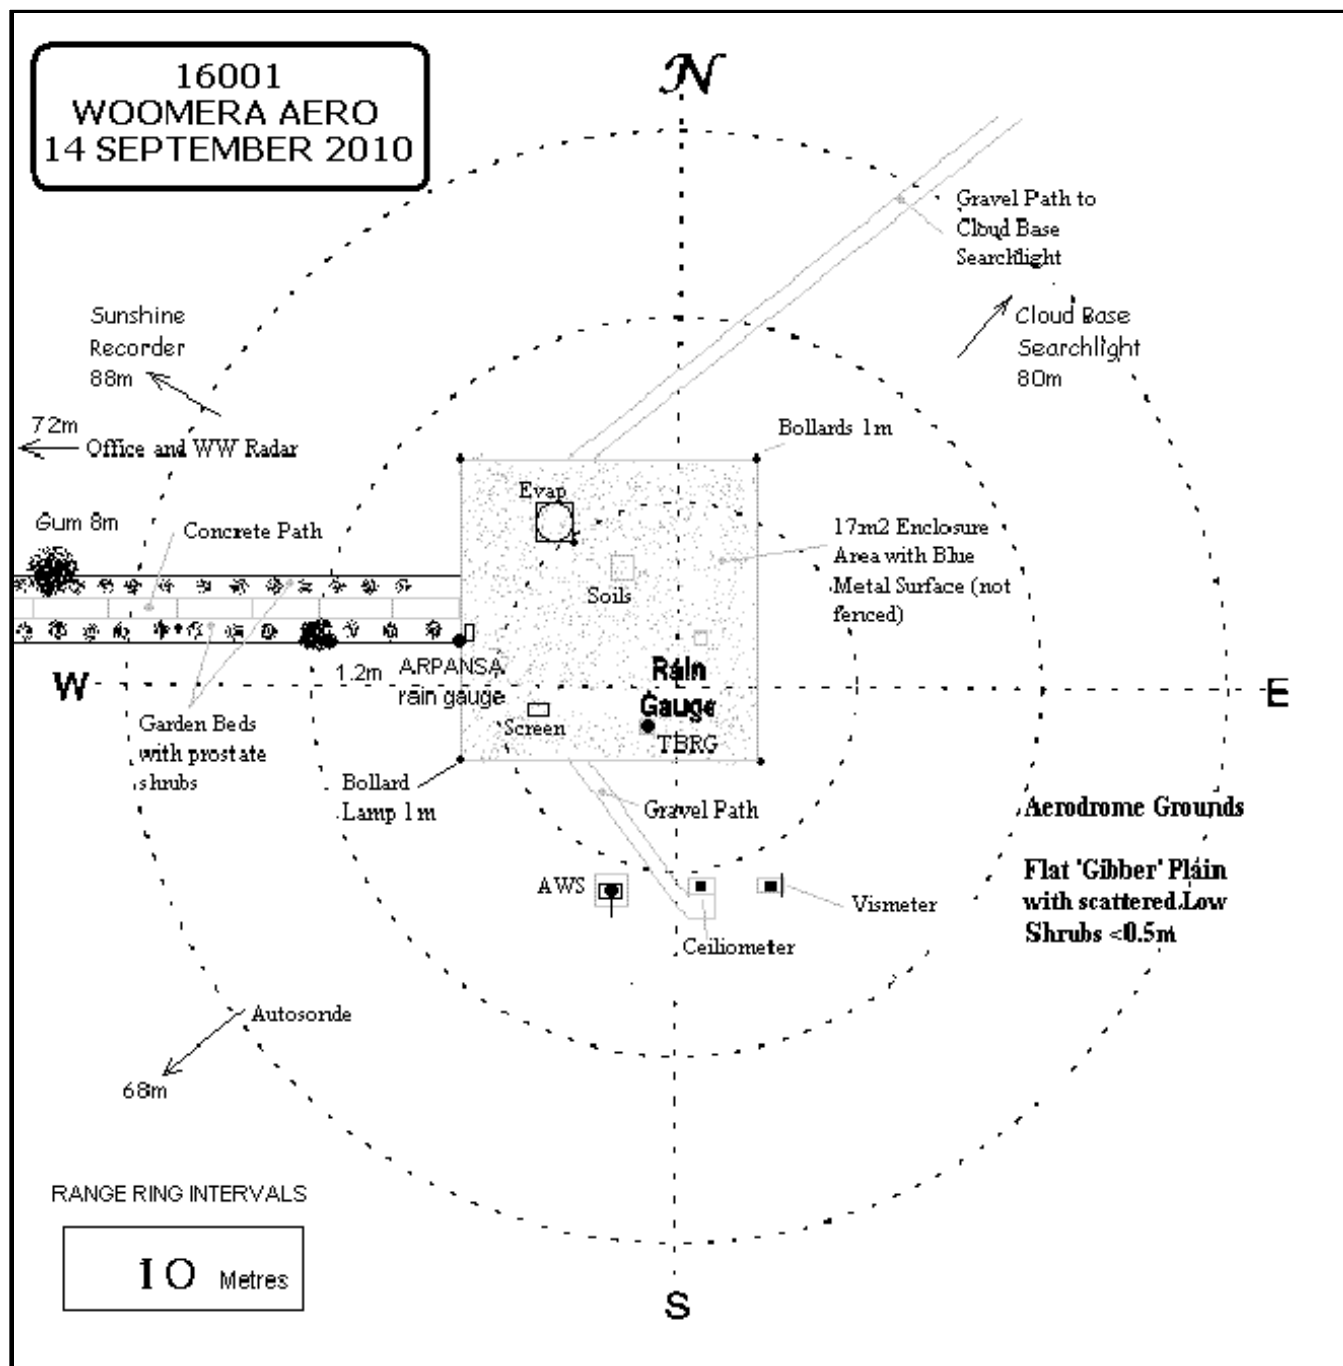 16001
WOOMERA AERO
14 SEPTEMBER 2010
N
Gravel Path to
Cloud Base
Searchlight
Sunshine
Recorder
88m
Cloud Base
Searchlight
80m
72m
Office and WW Radar
Bollards 1m
Evap
Gum 8m
Concrete Path
17m2 Enclosure
Area with Blue
Metal Surface (not
fenced)
Soils
1.2m
ARPANSA
rain gauge
Rain
Gauge
W
E
Screen
TBRG
Garden Beds
with prostate
shrubs
Bollard
Lamp 1m
Gravel Path
Aerodrome Grounds
Flat 'Gibber' Plain
with scattered Low
Shrubs <0.5m
AWS
Vismeter
Ceiliometer
Autosonde
68m
RANGE RING INTERVALS
10 Metres
S